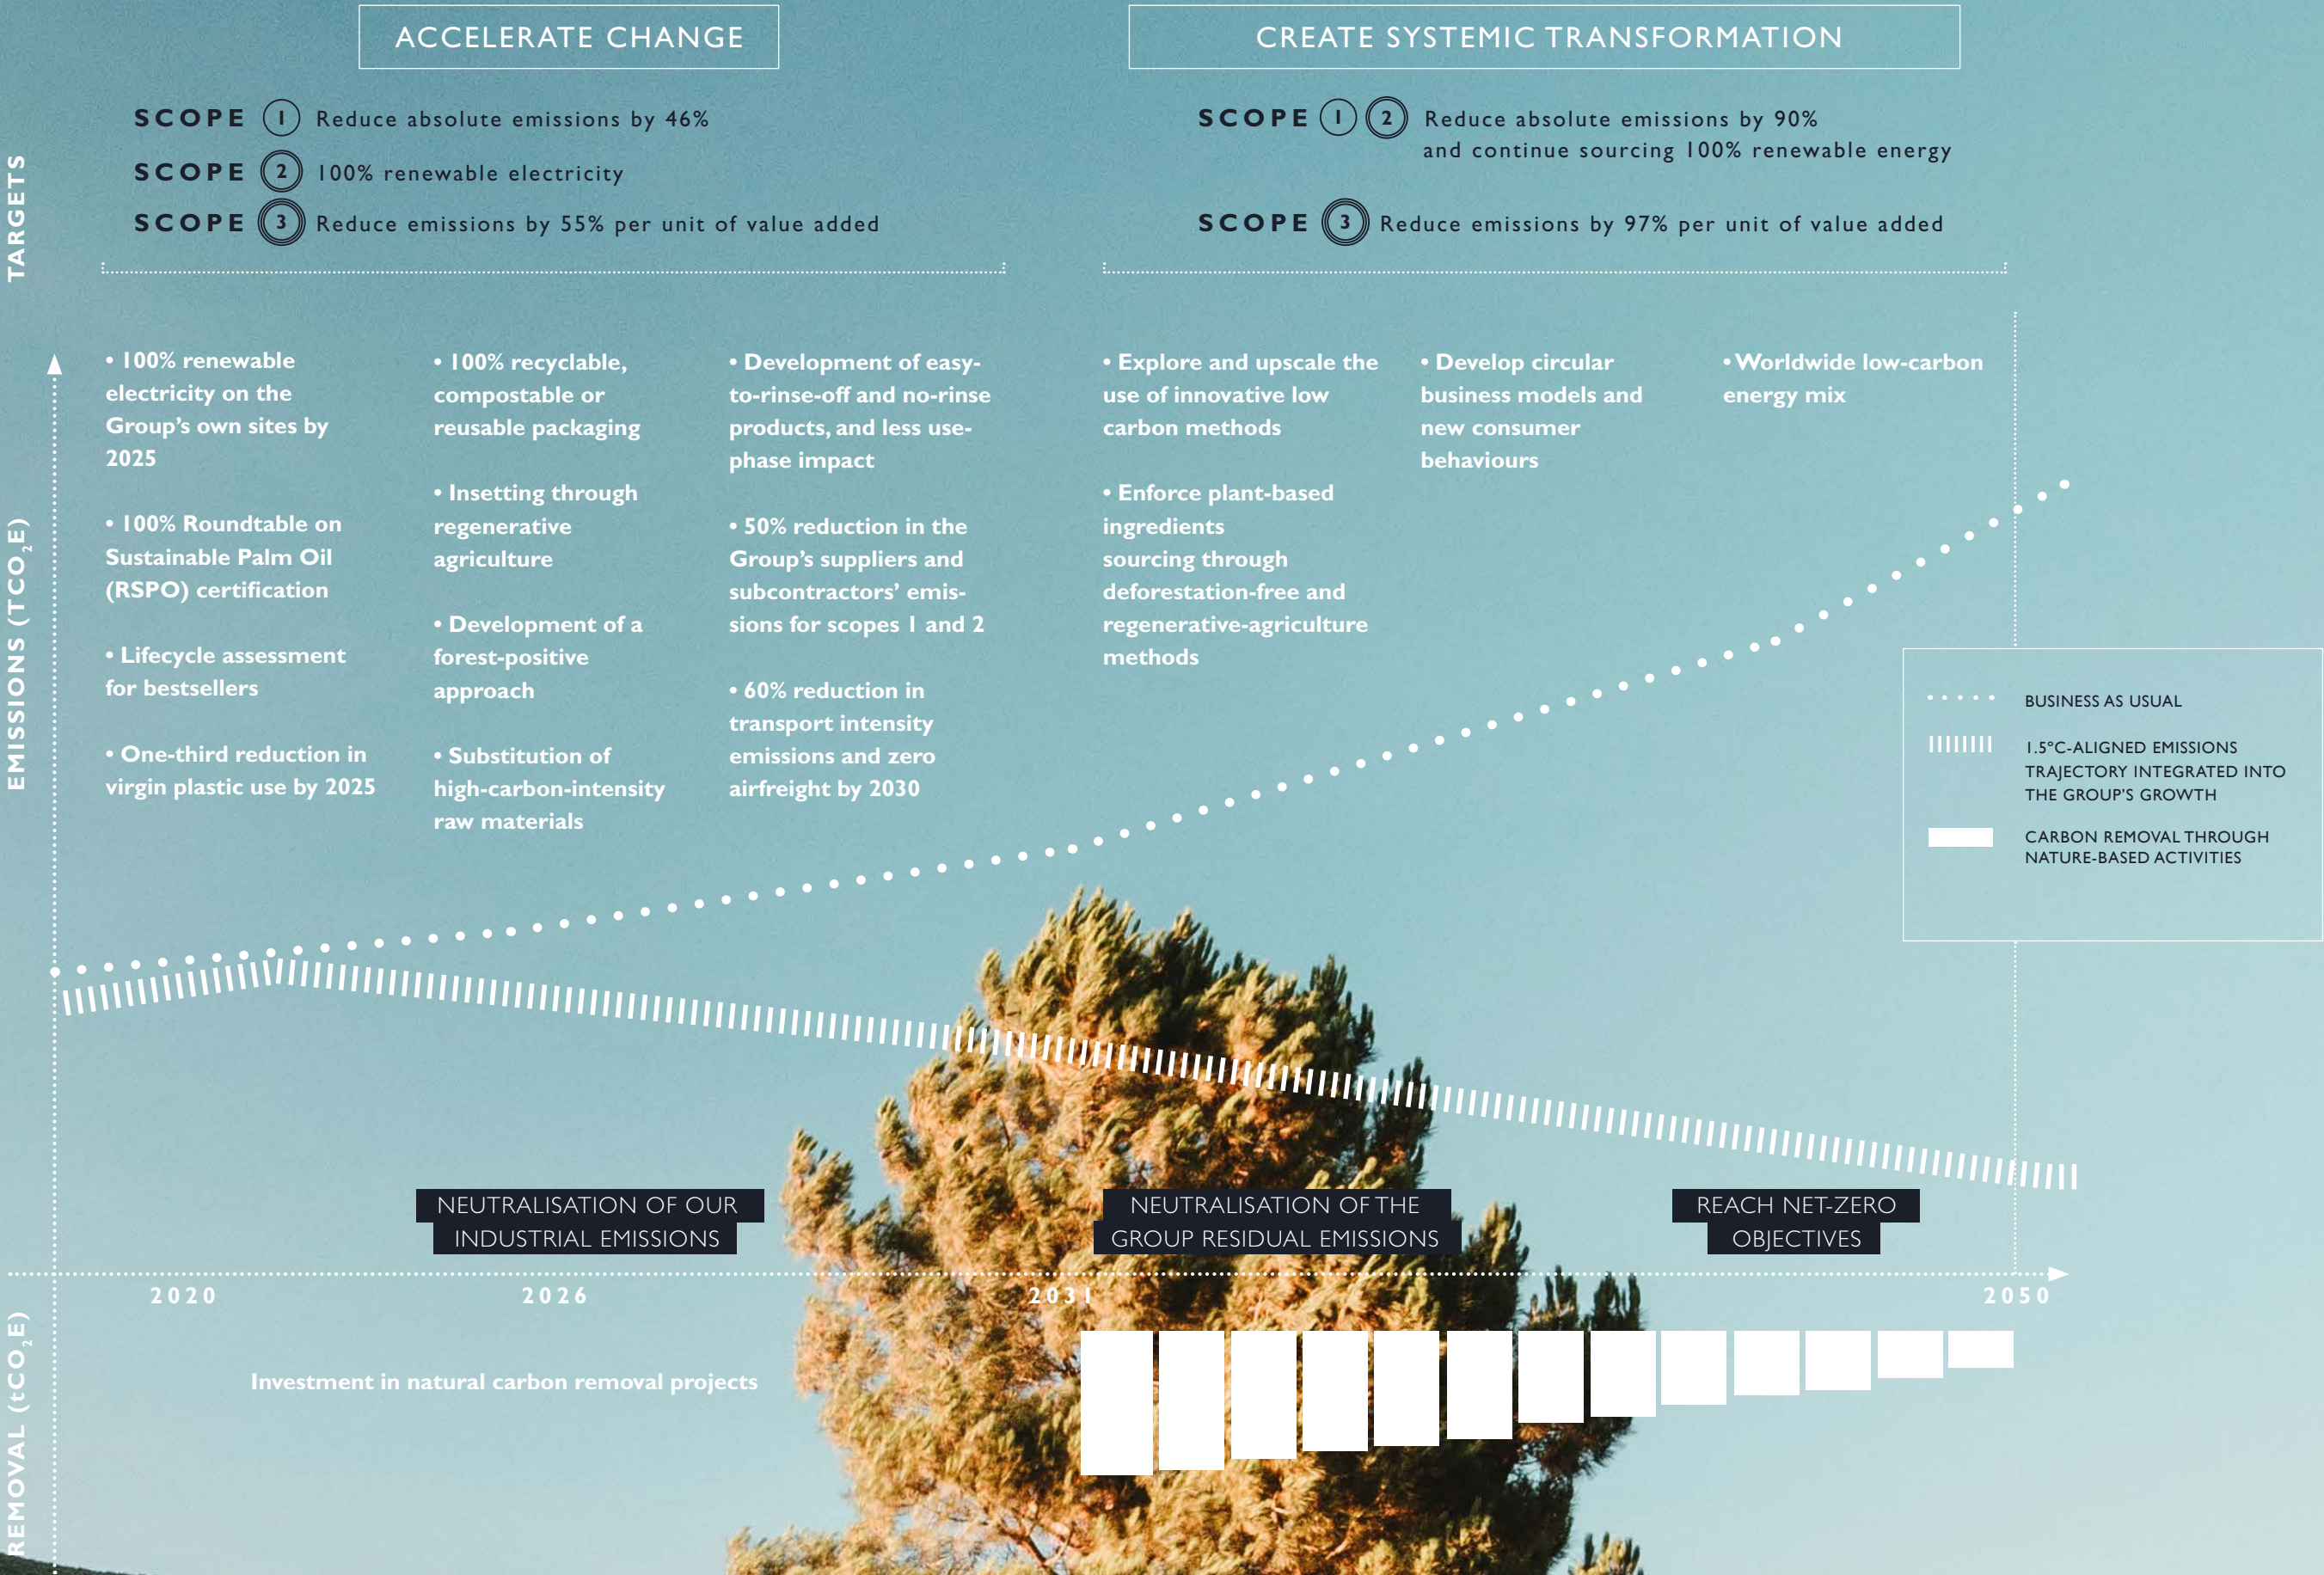 ACCELERATE CHANGE
SCOPE 1 Reduce absolute emissions by 46%
SCOPE 2 100% renewable electricity
SCOPE 3 Reduce emissions by 55% per unit of value added
CREATE SYSTEMIC TRANSFORMATION
SCOPE 1 2 Reduce absolute emissions by 90%
and continue sourcing 100% renewable energy
SCOPE 3 Reduce emissions by 97% per unit of value added
TARGETS
EMISSIONS (TCO₂E)
REMOVAL (tCO₂E)
• 100% renewable
electricity on the
Group’s own sites by
2025
• 100% Roundtable on
Sustainable Palm Oil
(RSPO) certification
• Lifecycle assessment
for bestsellers
• One-third reduction in
virgin plastic use by 2025
• 100% recyclable,
compostable or
reusable packaging
• Insetting through
regenerative
agriculture
• Development of a
forest-positive
approach
• Substitution of
high-carbon-intensity
raw materials
• Development of easy-
to-rinse-off and no-rinse
products, and less use-
phase impact
• 50% reduction in the
Group’s suppliers and
subcontractors’ emis-
sions for scopes 1 and 2
• 60% reduction in
transport intensity
emissions and zero
airfreight by 2030
• Explore and upscale the
use of innovative low
carbon methods
• Enforce plant-based
ingredients
sourcing through
deforestation-free and
regenerative-agriculture
methods
• Develop circular
business models and
new consumer
behaviours
• Worldwide low-carbon
energy mix
BUSINESS AS USUAL
1.5°C-ALIGNED EMISSIONS
TRAJECTORY INTEGRATED INTO
THE GROUP’S GROWTH
CARBON REMOVAL THROUGH
NATURE-BASED ACTIVITIES
NEUTRALISATION OF OUR
INDUSTRIAL EMISSIONS
NEUTRALISATION OF THE
GROUP RESIDUAL EMISSIONS
REACH NET-ZERO
OBJECTIVES
2020
2026
2031
2050
Investment in natural carbon removal projects